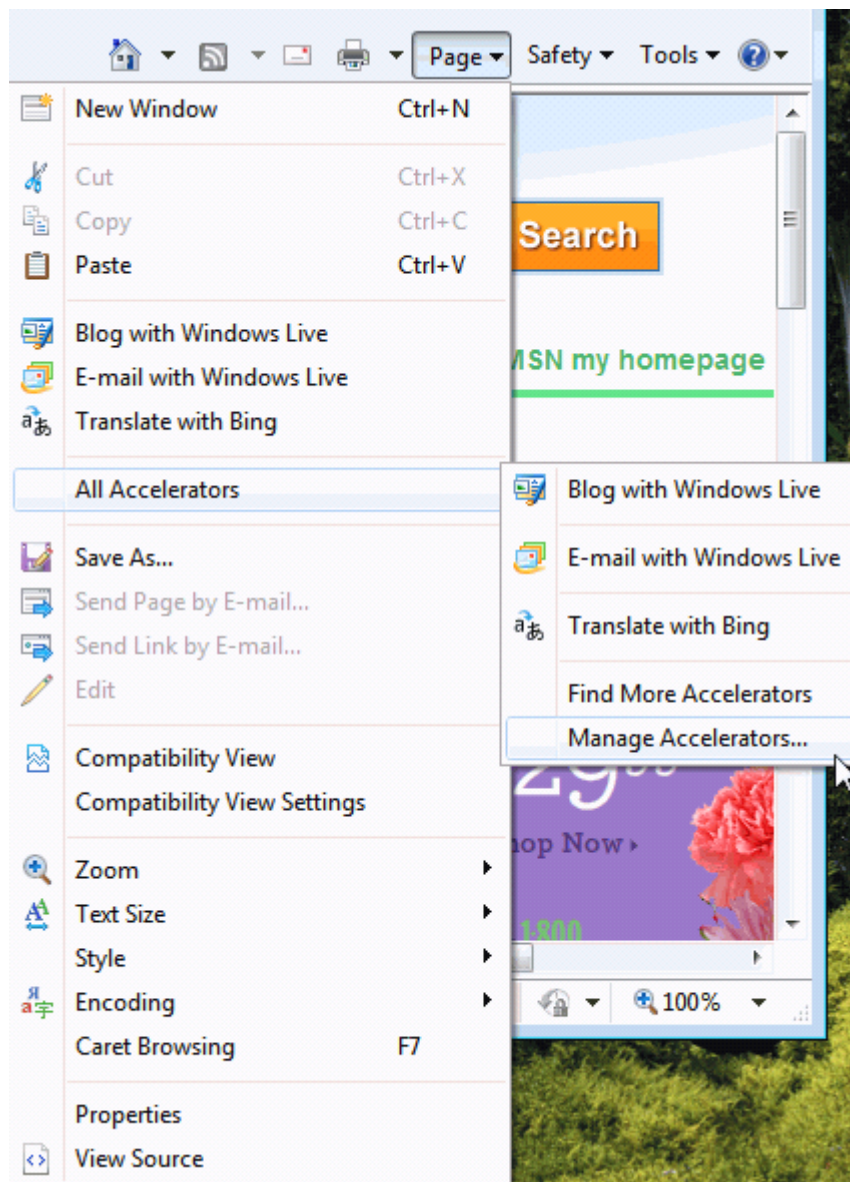 Page Safety Tools
New Window Ctrl+N
Cut Ctrl+X
Copy Ctrl+C
Paste Ctrl+V
Blog with Windows Live
E-mail with Windows Live
Translate with Bing
All Accelerators
Save As...
Send Page by E-mail...
Send Link by E-mail...
Edit
Compatibility View
Compatibility View Settings
Zoom
Text Size
Style
Encoding
Caret Browsing F7
Properties
View Source
Search
MSN my homepage
Blog with Windows Live
E-mail with Windows Live
Translate with Bing
Find More Accelerators
Manage Accelerators...
29
Now
1-800
100%